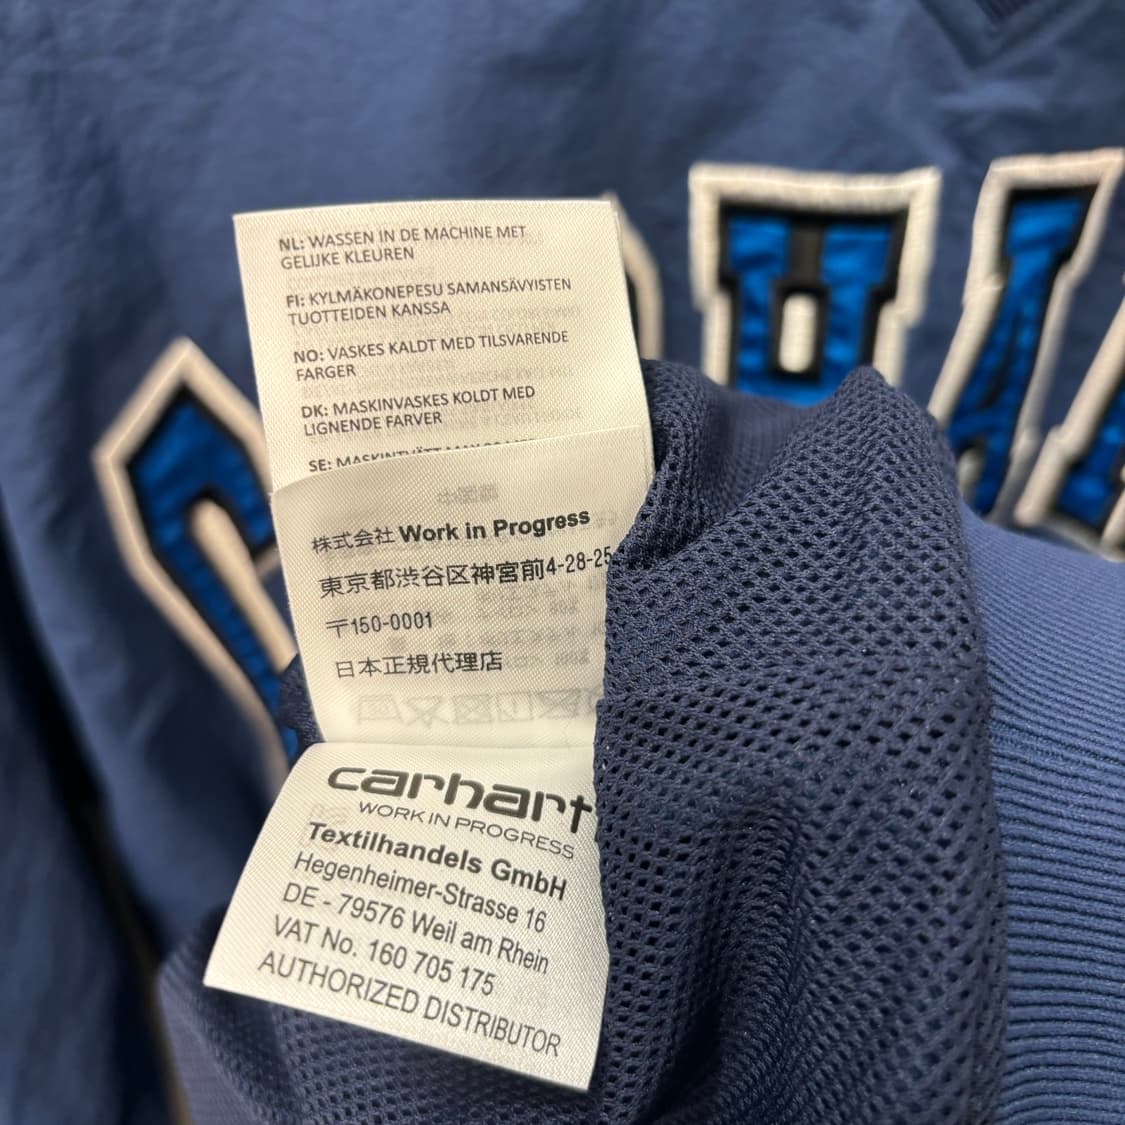 NL: WASSEN IN DE MACHINE MET
GELIJKE KLEUREN
FI: KYLMÄKONEPESU SAMANSÄVYISTEN
TUOTTEIDEN KANSSA
NO: VASKES KALDT MED TILSVARENDE
FARGER
DK: MASKINVASKES KOLDT MED
LIGNENDE FARVER
SE:
株式会社 Work in Progress
東京都渋谷区神宮前4-28-25
〒150-0001
日本正規代理店
carhart
WORK IN PROGRESS
Textilhandels GmbH
Hegenheimer-Strasse 16
DE - 79576 Weil am Rhein
VAT No. 160 705 175
AUTHORIZED DISTRIBUTOR